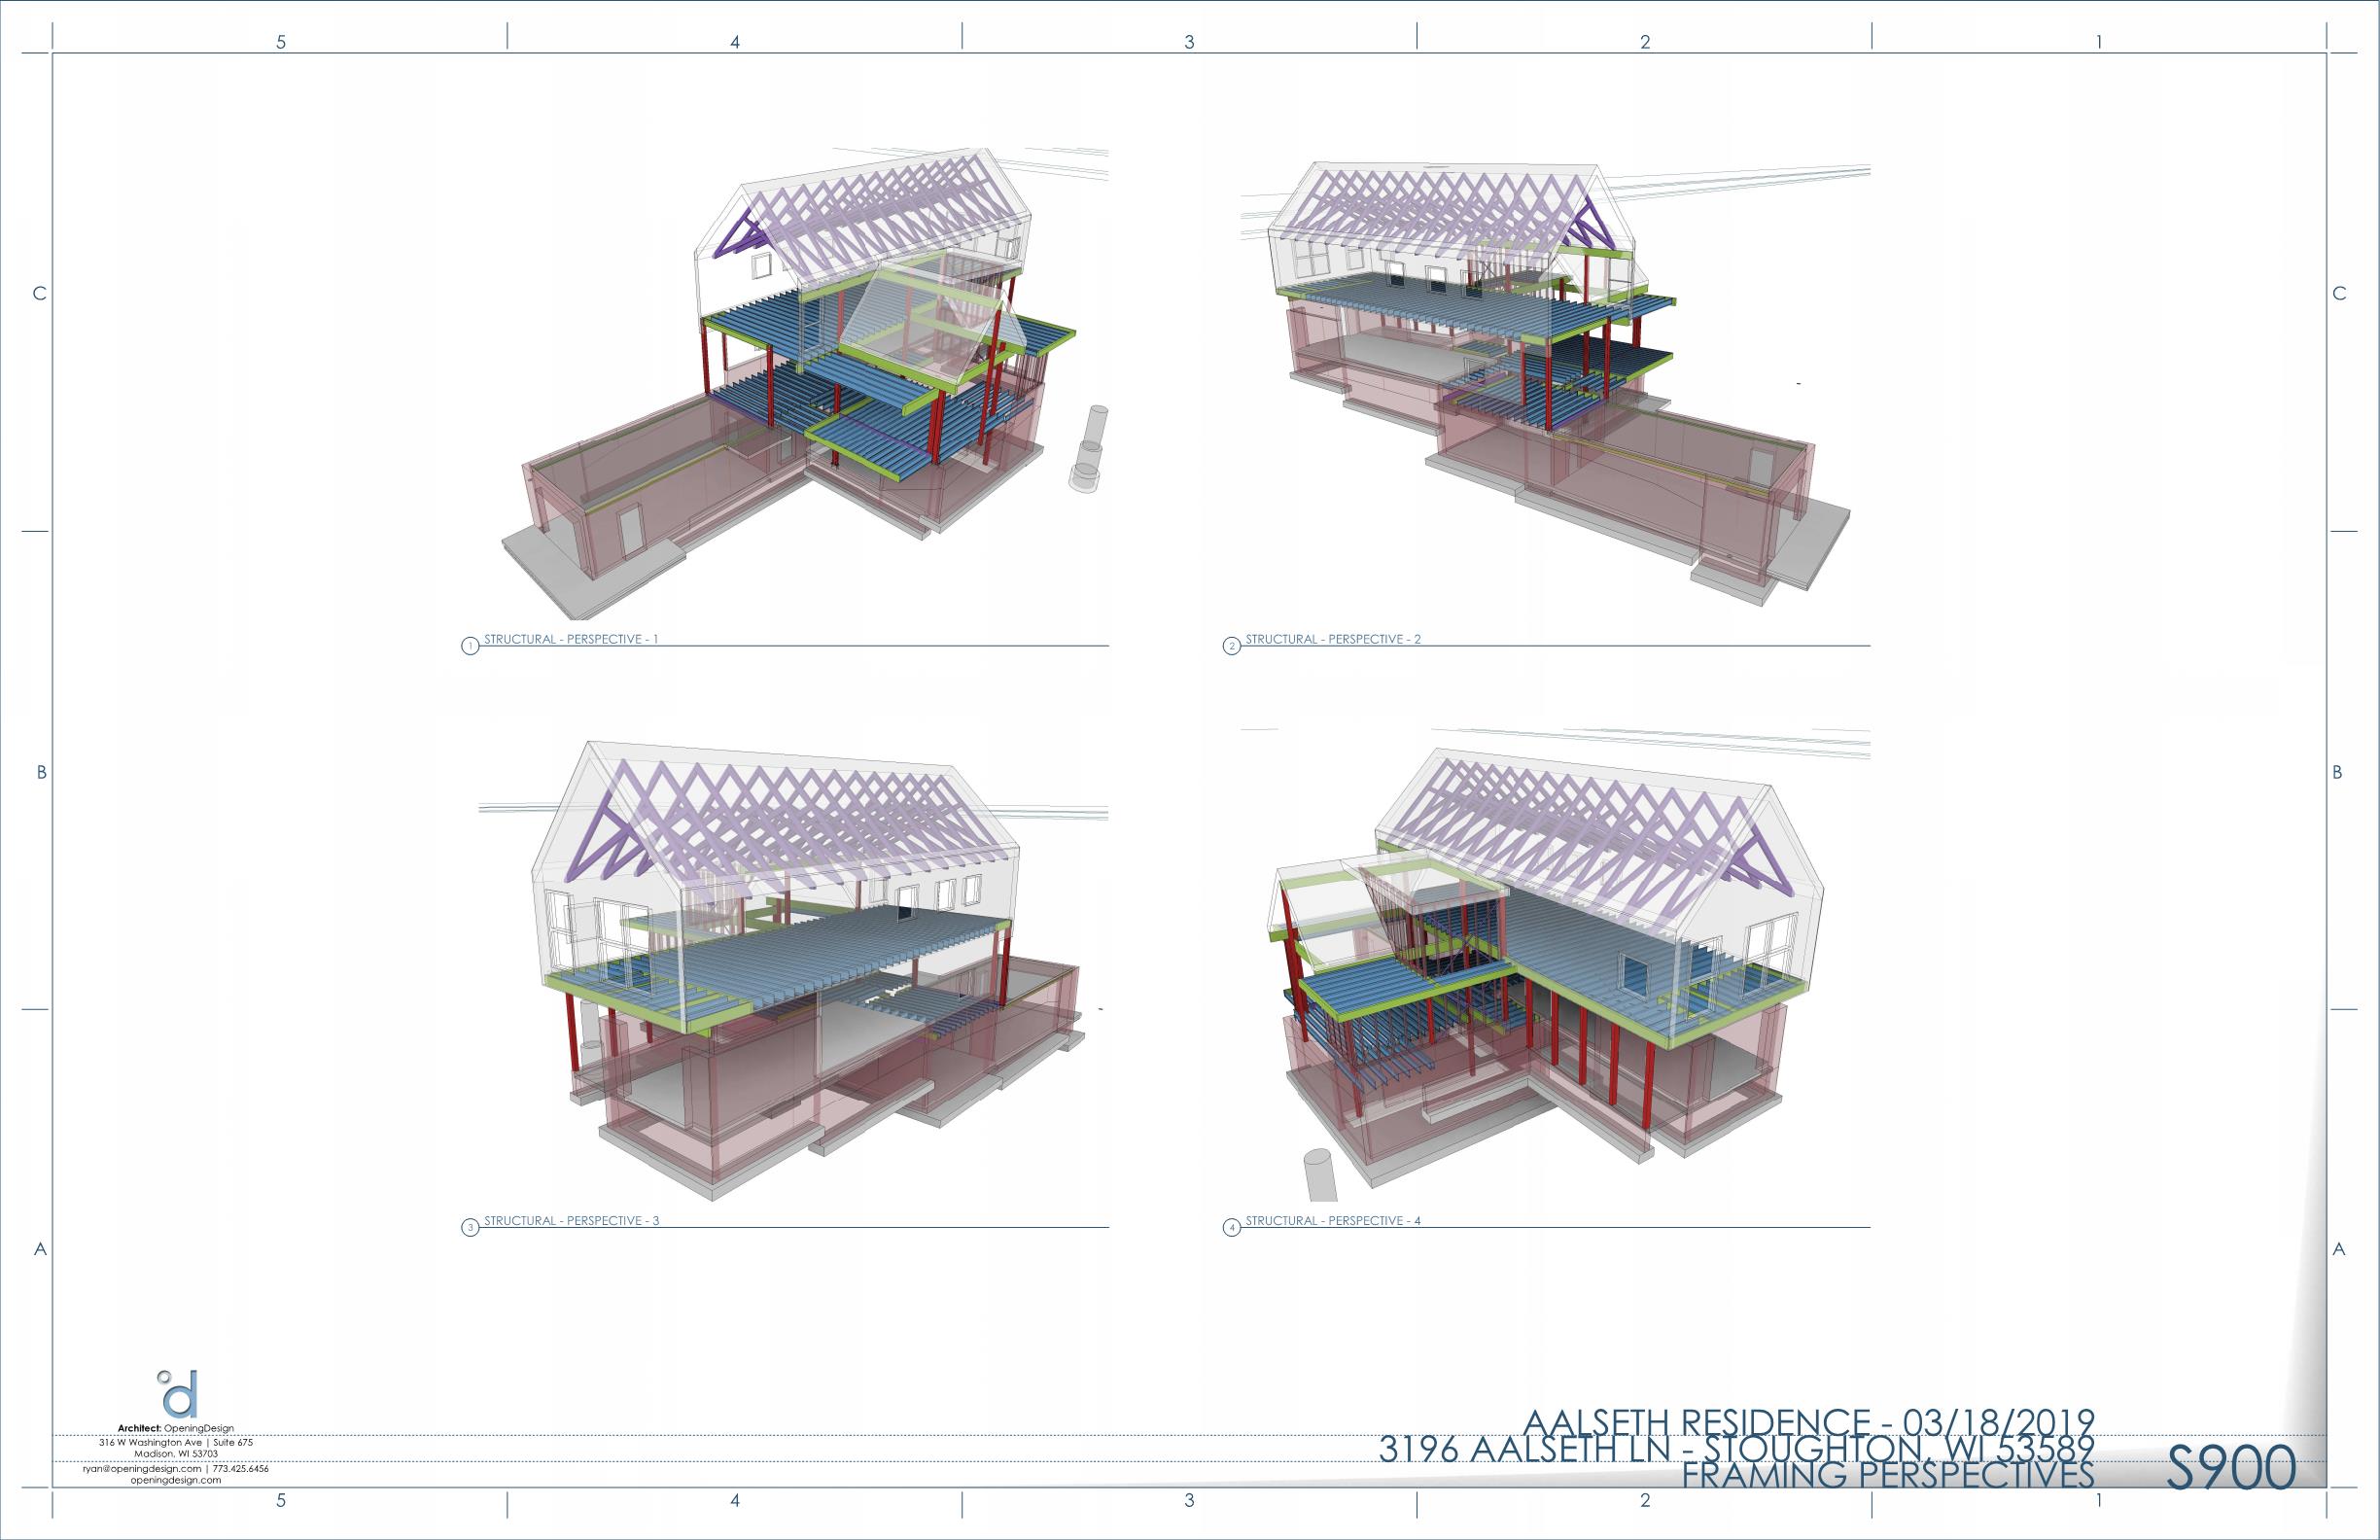 5 4 3 2 1
C C
1 STRUCTURAL - PERSPECTIVE - 1
2 STRUCTURAL - PERSPECTIVE - 2
B B
3 STRUCTURAL - PERSPECTIVE - 3
4 STRUCTURAL - PERSPECTIVE - 4
A A
d
Architect: OpeningDesign
316 W Washington Ave | Suite 675
Madison, WI 53703
ryan@openingdesign.com | 773.425.6456
openingdesign.com
AALSETH RESIDENCE - 03/18/2019
3196 AALSETH LN - STOUGHTON, WI 53589
FRAMING PERSPECTIVES
S900
5 4 3 2 1